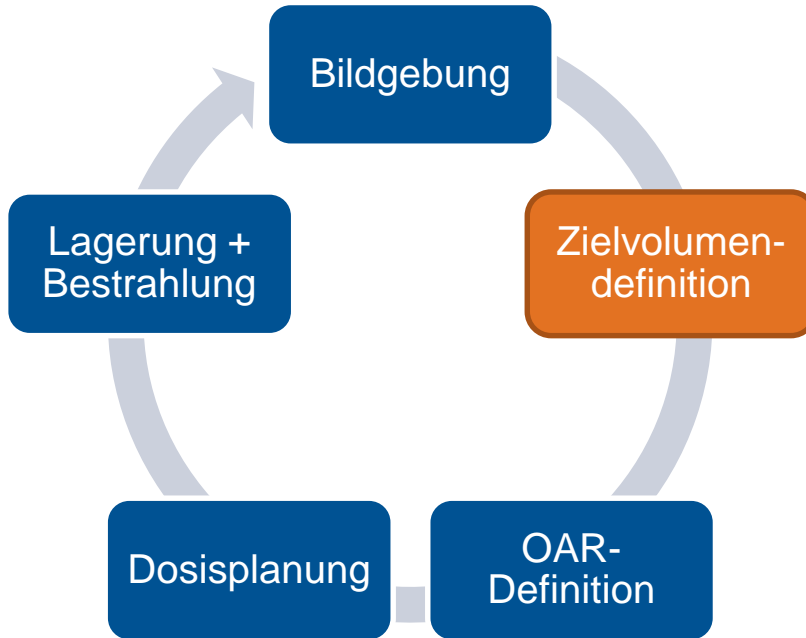 Bildgebung
Zielvolumen-
definition
OAR-
Definition
Dosisplanung
Lagerung +
Bestrahlung